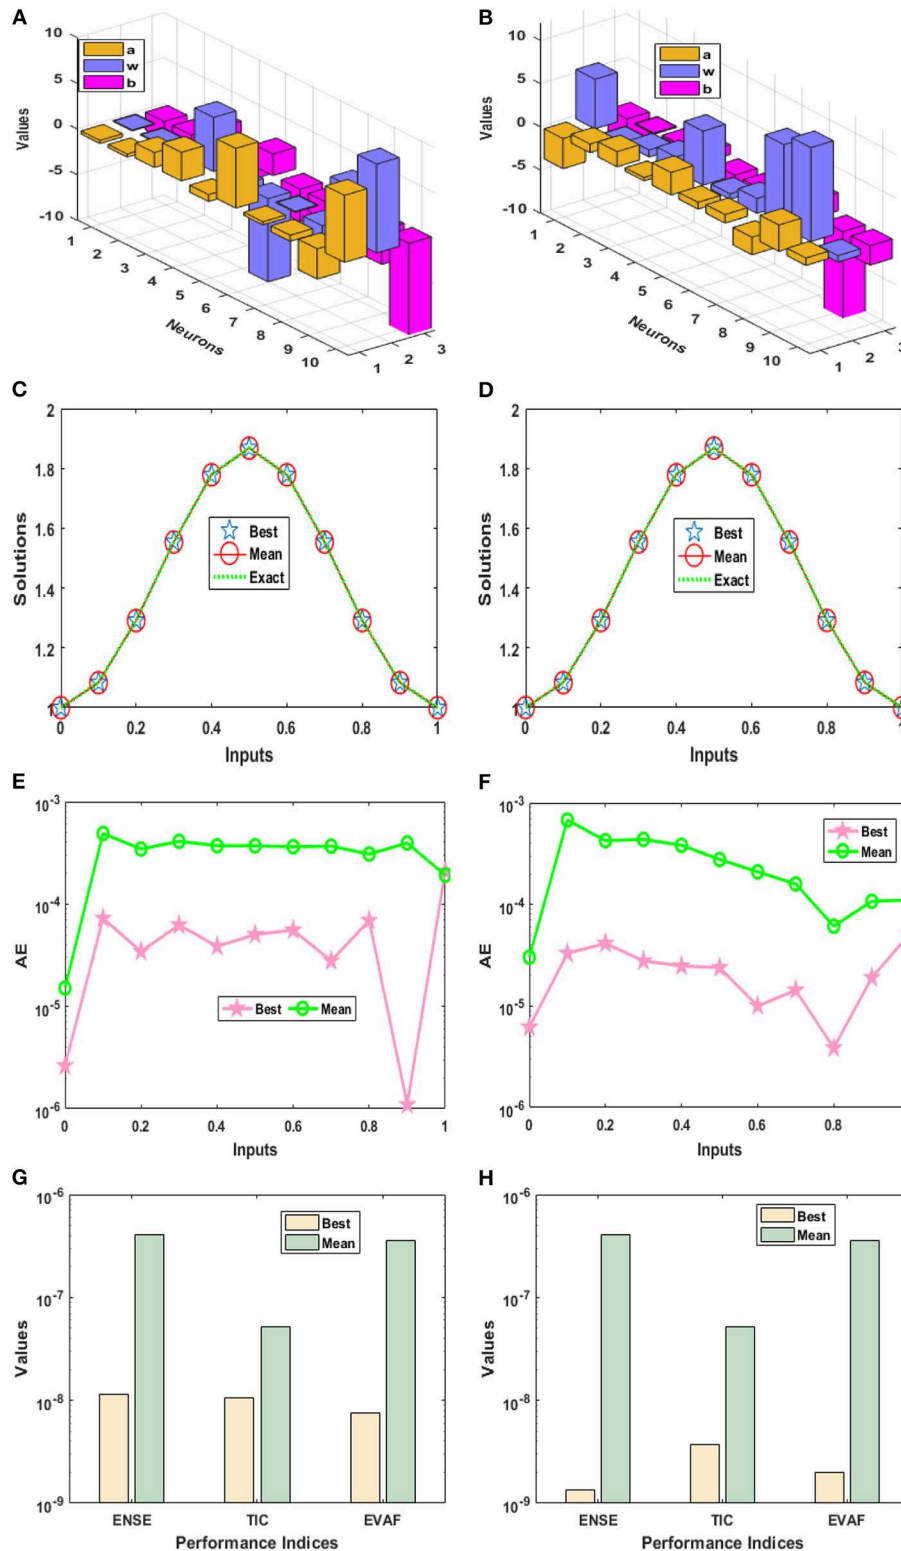 A
10
5
0
-5
-10
Values
a
w
b
1
2
3
4
5
6
7
8
9
10
Neurons
1
2
3
B
10
5
0
-5
-10
Values
a
w
b
1
2
3
4
5
6
7
8
9
10
Neurons
1
2
3
C
2
1.8
1.6
1.4
1.2
1
Solutions
Best
Mean
Exact
0
0.2
0.4
0.6
0.8
1
Inputs
D
2
1.8
1.6
1.4
1.2
1
Solutions
Best
Mean
Exact
0
0.2
0.4
0.6
0.8
1
Inputs
E
10-3
10-4
10-5
10-6
AE
Best
Mean
0
0.2
0.4
0.6
0.8
1
Inputs
F
10-3
10-4
10-5
10-6
AE
Best
Mean
0
0.2
0.4
0.6
0.8
Inputs
G
10-6
10-7
10-8
10-9
Values
Best
Mean
ENSE
TIC
EVAF
Performance Indices
H
10-6
10-7
10-8
10-9
Values
Best
Mean
ENSE
TIC
EVAF
Performance Indices